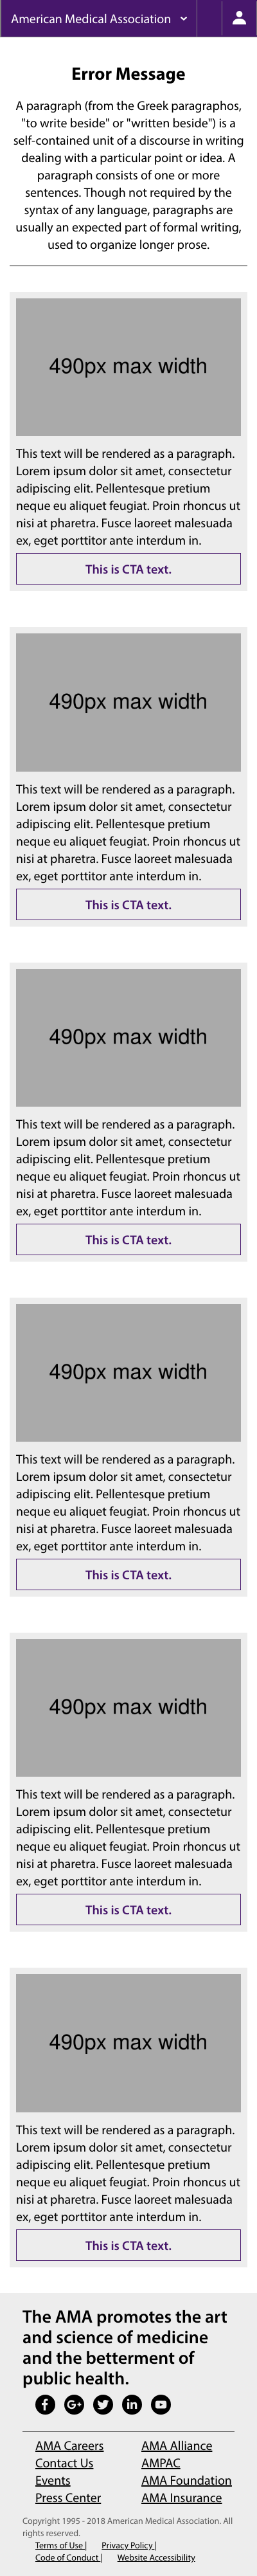 American Medical Association
Error Message
A paragraph (from the Greek paragraphos,
"to write beside" or "written beside") is a
self-contained unit of a discourse in writing
dealing with a particular point or idea. A
paragraph consists of one or more
sentences. Though not required by the
syntax of any language, paragraphs are
usually an expected part of formal writing,
used to organize longer prose.
490px max width
This text will be rendered as a paragraph.
Lorem ipsum dolor sit amet, consectetur
adipiscing elit. Pellentesque pretium
neque eu aliquet feugiat. Proin rhoncus ut
nisi at pharetra. Fusce laoreet malesuada
ex, eget porttitor ante interdum in.
This is CTA text.
490px max width
This text will be rendered as a paragraph.
Lorem ipsum dolor sit amet, consectetur
adipiscing elit. Pellentesque pretium
neque eu aliquet feugiat. Proin rhoncus ut
nisi at pharetra. Fusce laoreet malesuada
ex, eget porttitor ante interdum in.
This is CTA text.
490px max width
This text will be rendered as a paragraph.
Lorem ipsum dolor sit amet, consectetur
adipiscing elit. Pellentesque pretium
neque eu aliquet feugiat. Proin rhoncus ut
nisi at pharetra. Fusce laoreet malesuada
ex, eget porttitor ante interdum in.
This is CTA text.
490px max width
This text will be rendered as a paragraph.
Lorem ipsum dolor sit amet, consectetur
adipiscing elit. Pellentesque pretium
neque eu aliquet feugiat. Proin rhoncus ut
nisi at pharetra. Fusce laoreet malesuada
ex, eget porttitor ante interdum in.
This is CTA text.
490px max width
This text will be rendered as a paragraph.
Lorem ipsum dolor sit amet, consectetur
adipiscing elit. Pellentesque pretium
neque eu aliquet feugiat. Proin rhoncus ut
nisi at pharetra. Fusce laoreet malesuada
ex, eget porttitor ante interdum in.
This is CTA text.
490px max width
This text will be rendered as a paragraph.
Lorem ipsum dolor sit amet, consectetur
adipiscing elit. Pellentesque pretium
neque eu aliquet feugiat. Proin rhoncus ut
nisi at pharetra. Fusce laoreet malesuada
ex, eget porttitor ante interdum in.
This is CTA text.
The AMA promotes the art
and science of medicine
and the betterment of
public health.
AMA Careers
Contact Us
Events
Press Center
AMA Alliance
AMPAC
AMA Foundation
AMA Insurance
Copyright 1995 - 2018 American Medical Association. All
rights reserved.
Terms of Use | Privacy Policy |
Code of Conduct | Website Accessibility